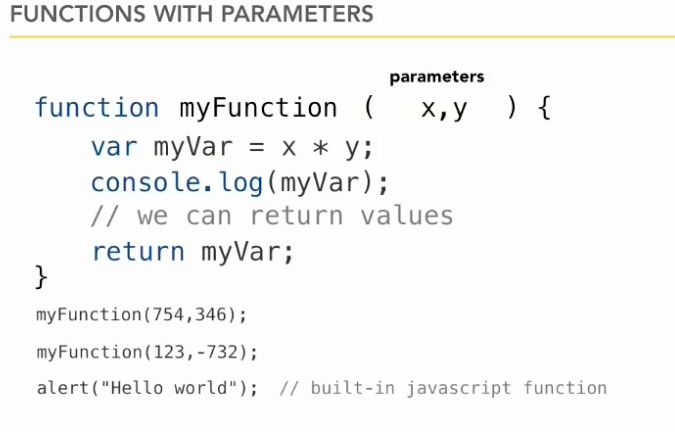 FUNCTIONS WITH PARAMETERS
parameters
function myFunction ( x,y ) {
var myVar = x * y;
console.log(myVar);
// we can return values
return myVar;
}
myFunction(754,346);
myFunction(123,-732);
alert("Hello world"); // built-in javascript function